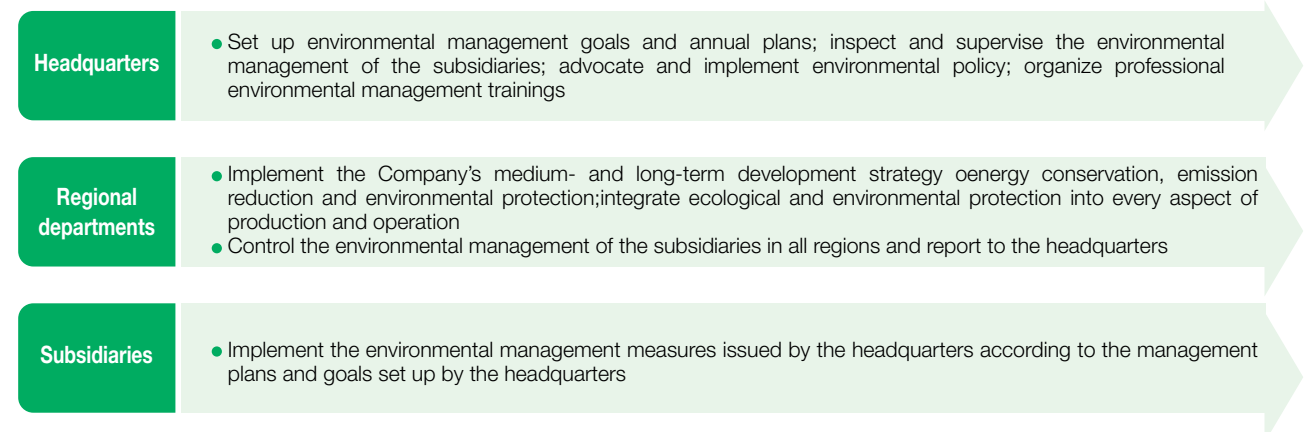 Headquarters
● Set up environmental management goals and annual plans; inspect and supervise the environmental
management of the subsidiaries; advocate and implement environmental policy; organize professional
environmental management trainings
Regional
departments
● Implement the Company's medium- and long-term development strategy oenergy conservation, emission
reduction and environmental protection;integrate ecological and environmental protection into every aspect of
production and operation
● Control the environmental management of the subsidiaries in all regions and report to the headquarters
Subsidiaries
● Implement the environmental management measures issued by the headquarters according to the management
plans and goals set up by the headquarters